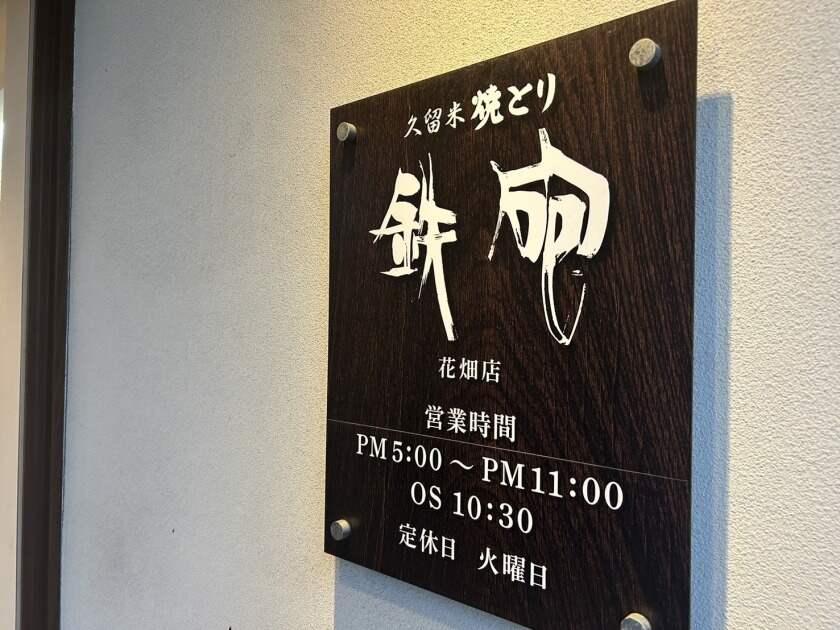 久留米 焼とり
鉄砲
花畑店
営業時間
PM 5:00 〜 PM 11:00
OS 10:30
定休日 火曜日